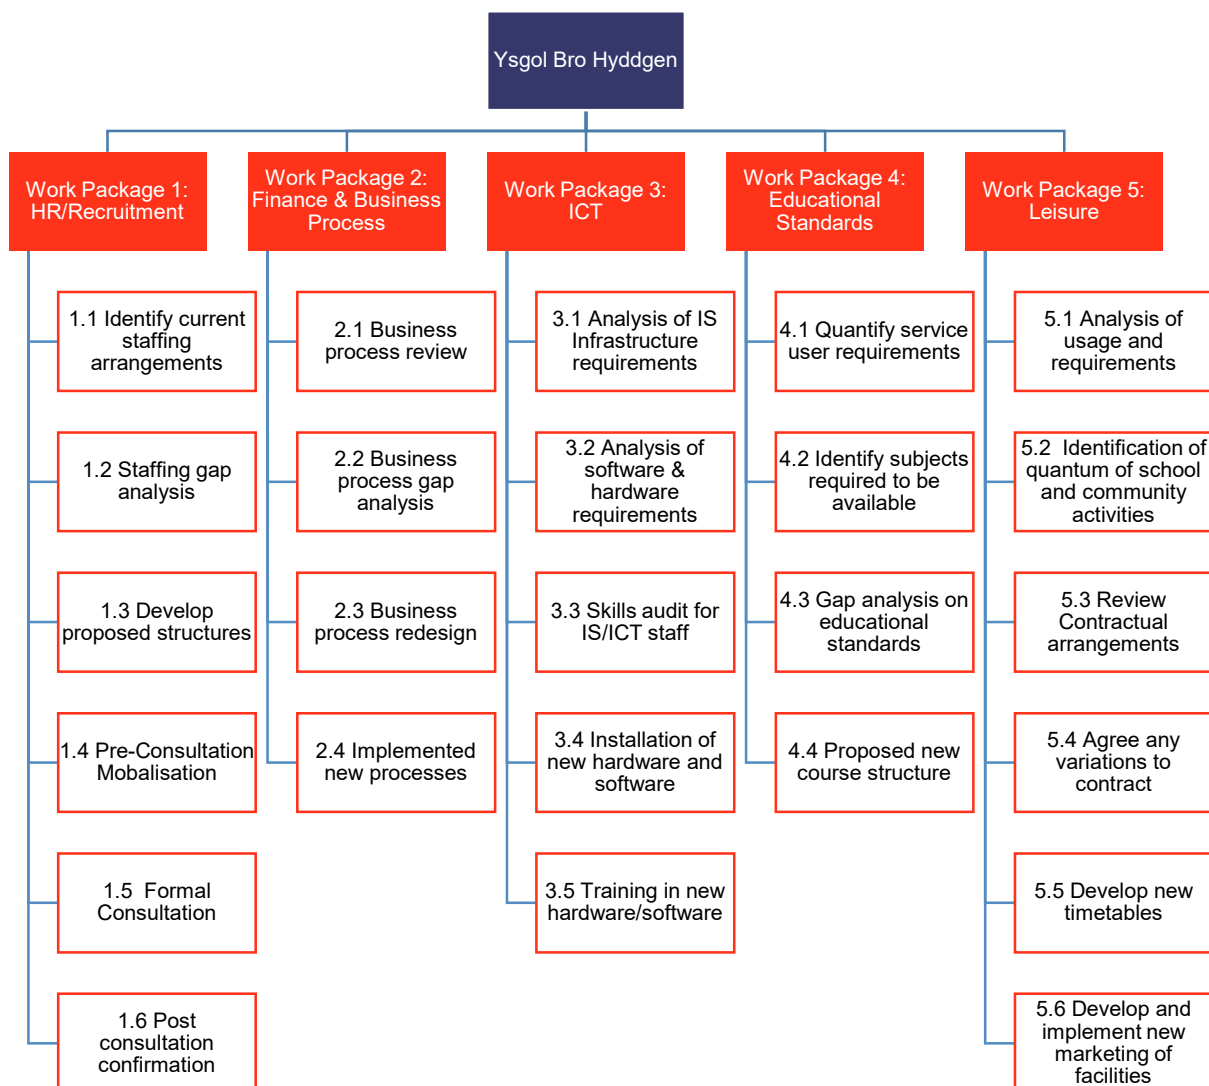 Ysgol Bro Hyddgen
Work Package 1:
HR/Recruitment
Work Package 2:
Finance & Business
Process
Work Package 3:
ICT
Work Package 4:
Educational
Standards
Work Package 5:
Leisure
1.1 Identify current
staffing
arrangements
1.2 Staffing gap
analysis
1.3 Develop
proposed structures
1.4 Pre-Consultation
Mobalisation
1.5  Formal
Consultation
1.6 Post
consultation
confirmation
2.1 Business
process review
2.2 Business
process gap
analysis
2.3 Business
process redesign
2.4 Implemented
new processes
3.1 Analysis of IS
Infrastructure
requirements
3.2 Analysis of
software &
hardware
requirements
3.3 Skills audit for
IS/ICT staff
3.4 Installation of
new hardware and
software
3.5 Training in new
hardware/software
4.1 Quantify service
user requirements
4.2 Identify subjects
required to be
available
4.3 Gap analysis on
educational
standards
4.4 Proposed new
course structure
5.1 Analysis of
usage and
requirements
5.2  Identification of
quantum of school
and community
activities
5.3 Review
Contractual
arrangements
5.4 Agree any
variations to
contract
5.5 Develop new
timetables
5.6 Develop and
implement new
marketing of
facilities